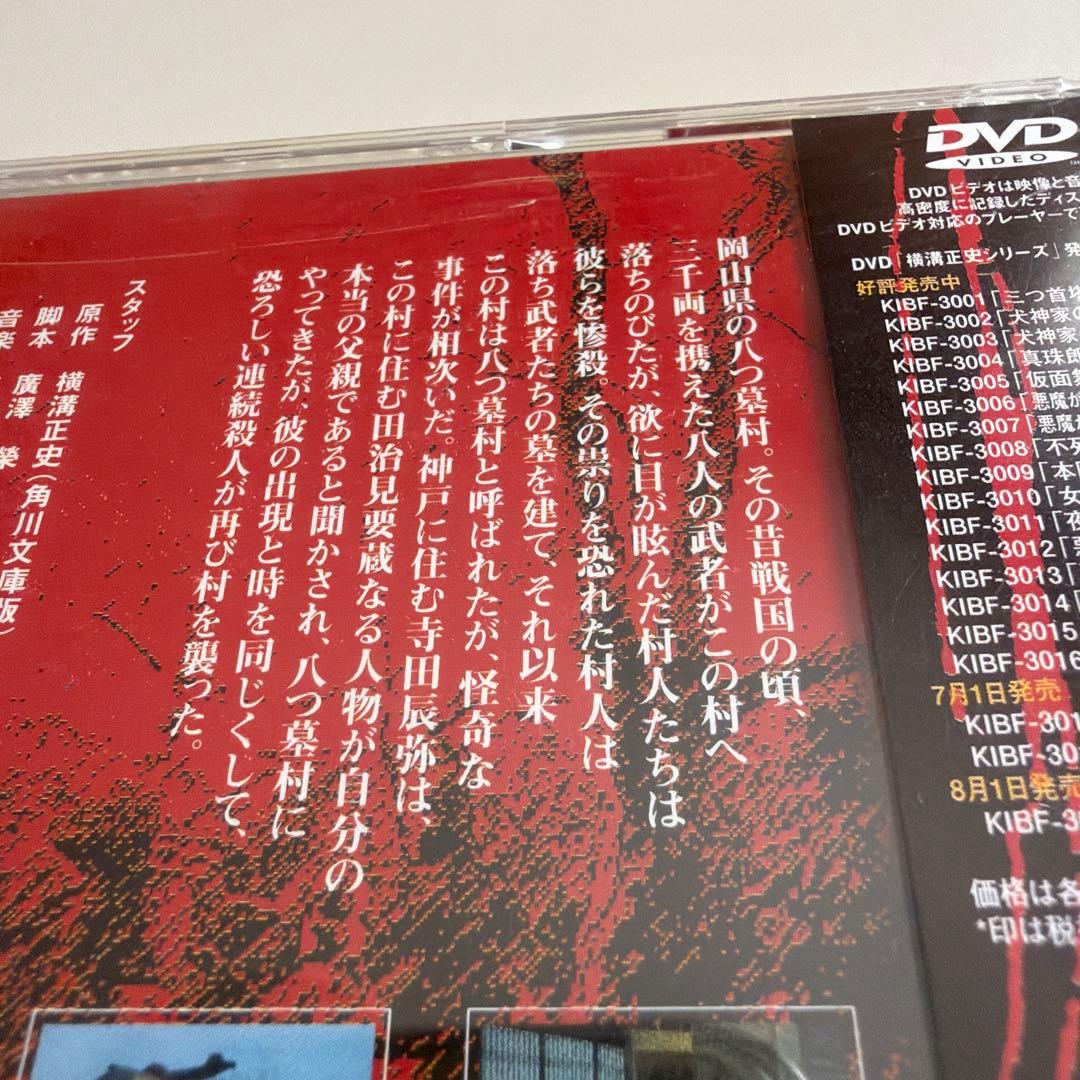 DVD
VIDEO
TM
DVDビデオは映像と音
高密度に記録したディス
DVDビデオ対応のプレーヤーで
DVD「横溝正史シリーズ」発
好評発売中
KIBF-3001「三つ首塔
KIBF-3002「犬神家の
KIBF-3003「犬神家
KIBF-3004「真珠郎
KIBF-3005「仮面舞
KIBF-3006「悪魔が
KIBF-3007「悪魔が
KIBF-3008「不死
KIBF-3009「本
KIBF-3010「女
KIBF-3011「夜
KIBF-3012「悪
KIBF-3013「
KIBF-3014「
KIBF-3015
KIBF-3016
7月1日発売
KIBF-301
KIBF-30
8月1日発売
KIBF-3
価格は各
*印は税
岡山県の八つ墓村。その昔戦国の頃、
三千両を携えた八人の武者がこの村へ
落ちのびたが、欲に目が眩んだ村人たちは
彼らを惨殺。その祟りを恐れた村人は
落ち武者たちの墓を建て、それ以来
この村は八つ墓村と呼ばれたが、怪奇な
事件が相次いだ。神戸に住む寺田辰弥は、
この村に住む田治見要蔵なる人物が自分の
本当の父親であると聞かされ、八つ墓村に
やってきたが、彼の出現と時を同じくして、
恐ろしい連続殺人が再び村を襲った。
スタッフ
原作 横溝正史(角川文庫版)
脚本 廣澤 榮
音楽